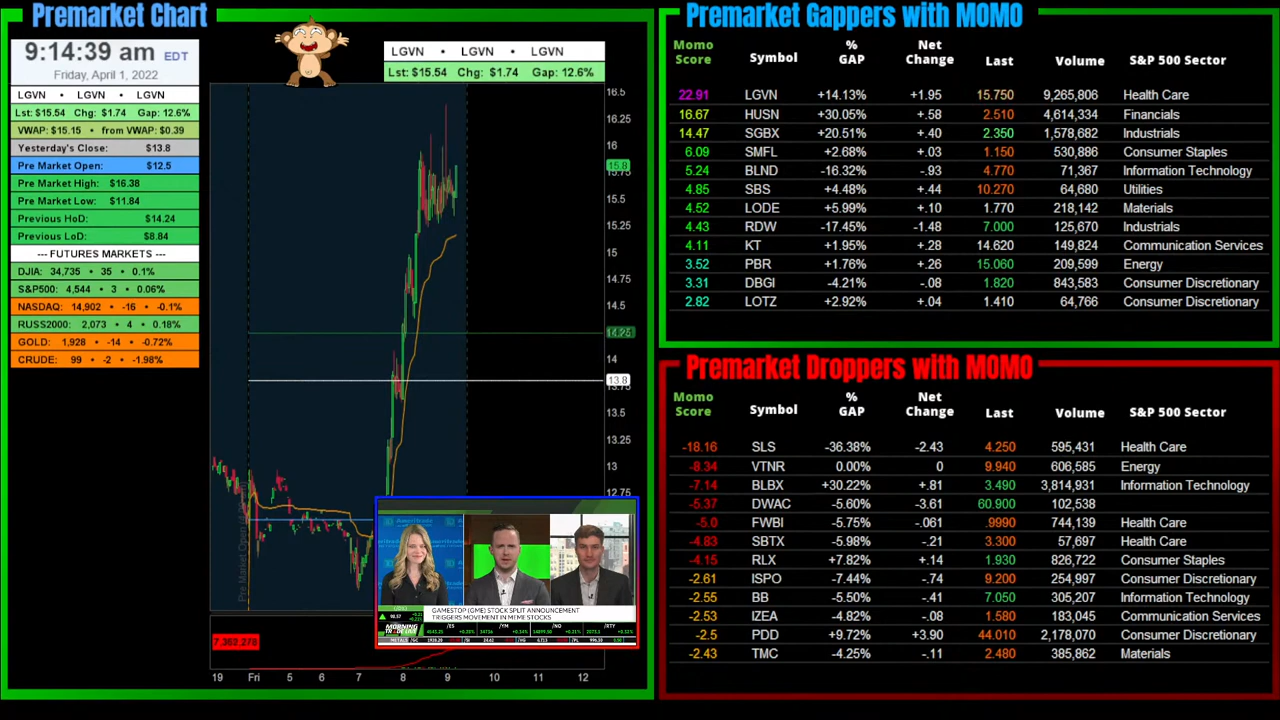 Premarket Chart
9:14:39 am EDT
Friday, April 1, 2022
LGVN • LGVN • LGVN
Lst: $15.54 Chg: $1.74 Gap: 12.6%
VWAP: $15.15 • from VWAP: $0.39
Yesterday's Close: $13.8
Pre Market Open: $12.5
Pre Market High: $16.38
Pre Market Low: $11.84
Previous HoD: $14.24
Previous LoD: $8.84
--- FUTURES MARKETS ---
DJIA: 34,735 • 35 • 0.1%
S&P500: 4,544 • 3 • 0.06%
NASDAQ: 14,902 • -16 • -0.1%
RUSS2000: 2,073 • 4 • 0.18%
GOLD: 1,928 • -14 • -0.72%
CRUDE: 99 • -2 • -1.98%
LGVN • LGVN • LGVN
Lst: $15.54 Chg: $1.74 Gap: 12.6%
16.5
16.25
16
15.8
15.75
15.5
15.25
15
14.75
14.5
14.25
14
13.8
13.75
13.5
13.25
13
12.75
Pre Market Open
7,363,278
19 Fri 5 6 7 8 9 10 11 12
GAMESTOP (GME) STOCK SPLIT ANNOUNCEMENT
TRIGGERS MOVEMENT IN MEME STOCKS
MORNING
/ES /YM /NQ /RTY
METALS
Premarket Gappers with MOMO
Momo Score Symbol % GAP Net Change Last Volume S&P 500 Sector
22.91 LGVN +14.13% +1.95 15.750 9,265,806 Health Care
16.67 HUSN +30.05% +.58 2.510 4,614,334 Financials
14.47 SGBX +20.51% +.40 2.350 1,578,682 Industrials
6.09 SMFL +2.68% +.03 1.150 530,886 Consumer Staples
5.24 BLND -16.32% -.93 4.770 71,367 Information Technology
4.85 SBS +4.48% +.44 10.270 64,680 Utilities
4.52 LODE +5.99% +.10 1.770 218,142 Materials
4.43 RDW -17.45% -1.48 7.000 125,670 Industrials
4.11 KT +1.95% +.28 14.620 149,824 Communication Services
3.52 PBR +1.76% +.26 15.060 209,599 Energy
3.31 DBGI -4.21% -.08 1.820 843,583 Consumer Discretionary
2.82 LOTZ +2.92% +.04 1.410 64,766 Consumer Discretionary
Premarket Droppers with MOMO
Momo Score Symbol % GAP Net Change Last Volume S&P 500 Sector
-18.16 SLS -36.38% -2.43 4.250 595,431 Health Care
-8.34 VTNR 0.00% 0 9.940 606,585 Energy
-7.14 BLBX +30.22% +.81 3.490 3,814,931 Information Technology
-5.37 DWAC -5.60% -3.61 60.900 102,538
-5.0 FWBI -5.75% -.061 .9990 744,139 Health Care
-4.83 SBTX -5.98% -.21 3.300 57,697 Health Care
-4.15 RLX +7.82% +.14 1.930 826,722 Consumer Staples
-2.61 ISPO -7.44% -.74 9.200 254,997 Consumer Discretionary
-2.55 BB -5.50% -.41 7.050 305,207 Information Technology
-2.53 IZEA -4.82% -.08 1.580 183,045 Communication Services
-2.5 PDD +9.72% +3.90 44.010 2,178,070 Consumer Discretionary
-2.43 TMC -4.25% -.11 2.480 385,862 Materials